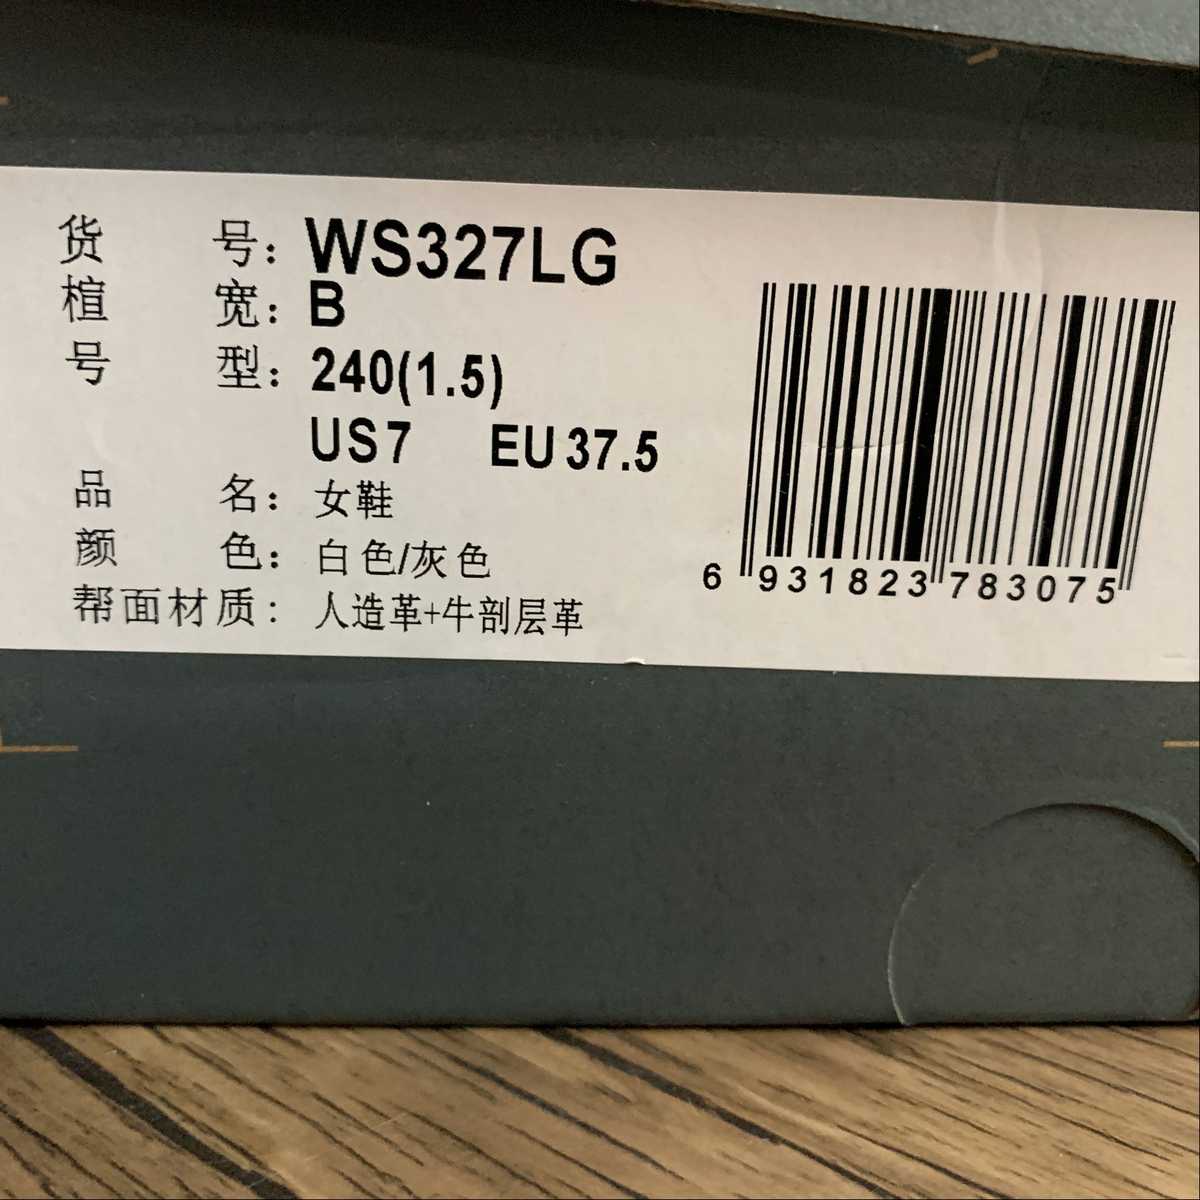 货号：WS327LG
楦宽：B
号型：240(1.5)
US7 EU 37.5
品名：女鞋
颜色：白色/灰色
帮面材质：人造革+牛剖层革
6 931823 783075